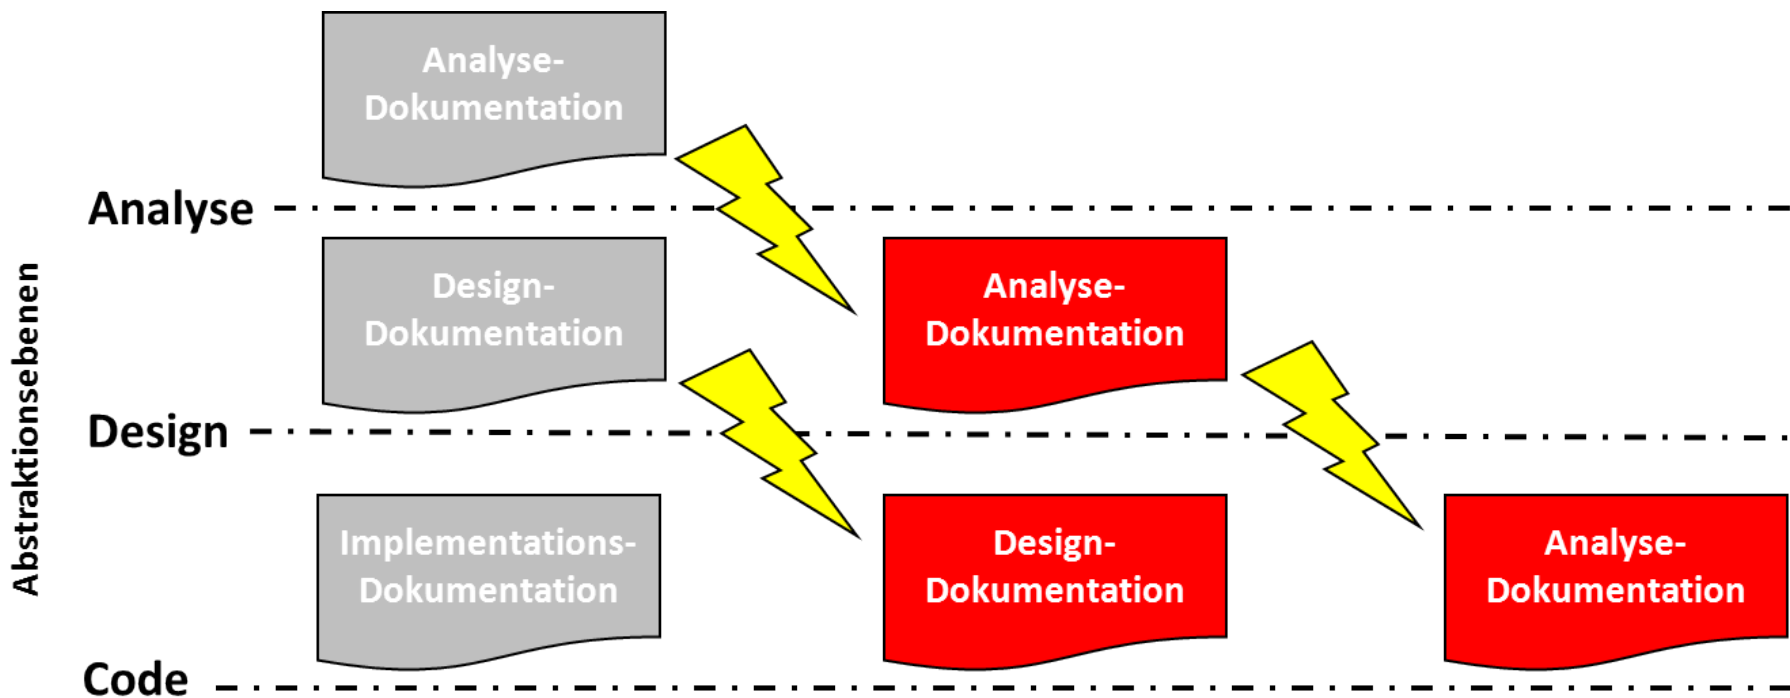 Analyse-
Dokumentation
Analyse
Design-
Dokumentation
Analyse-
Dokumentation
Abstraktionsebenen
Design
Implementations-
Dokumentation
Design-
Dokumentation
Analyse-
Dokumentation
Code